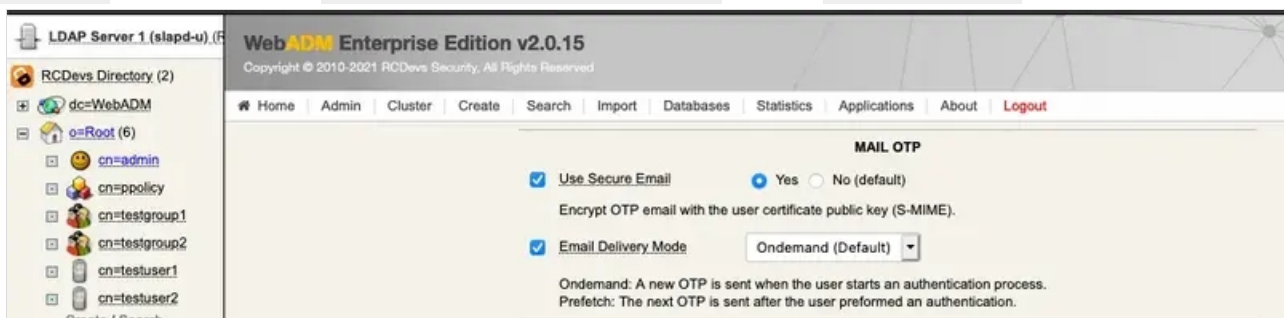 LDAP Server 1 (slapd-u) (R
RCDevs Directory (2)
dc=WebADM
o=Root (6)
cn=admin
cn=ppolicy
cn=testgroup1
cn=testgroup2
cn=testuser1
cn=testuser2
WebADM Enterprise Edition v2.0.15
Copyright © 2010-2021 RCDevs Security, All Rights Reserved
Home Admin Cluster Create Search Import Databases Statistics Applications About Logout
MAIL OTP
Use Secure Email Yes No (default)
Encrypt OTP email with the user certificate public key (S-MIME).
Email Delivery Mode Ondemand (Default)
Ondemand: A new OTP is sent when the user starts an authentication process.
Prefetch: The next OTP is sent after the user preformed an authentication.